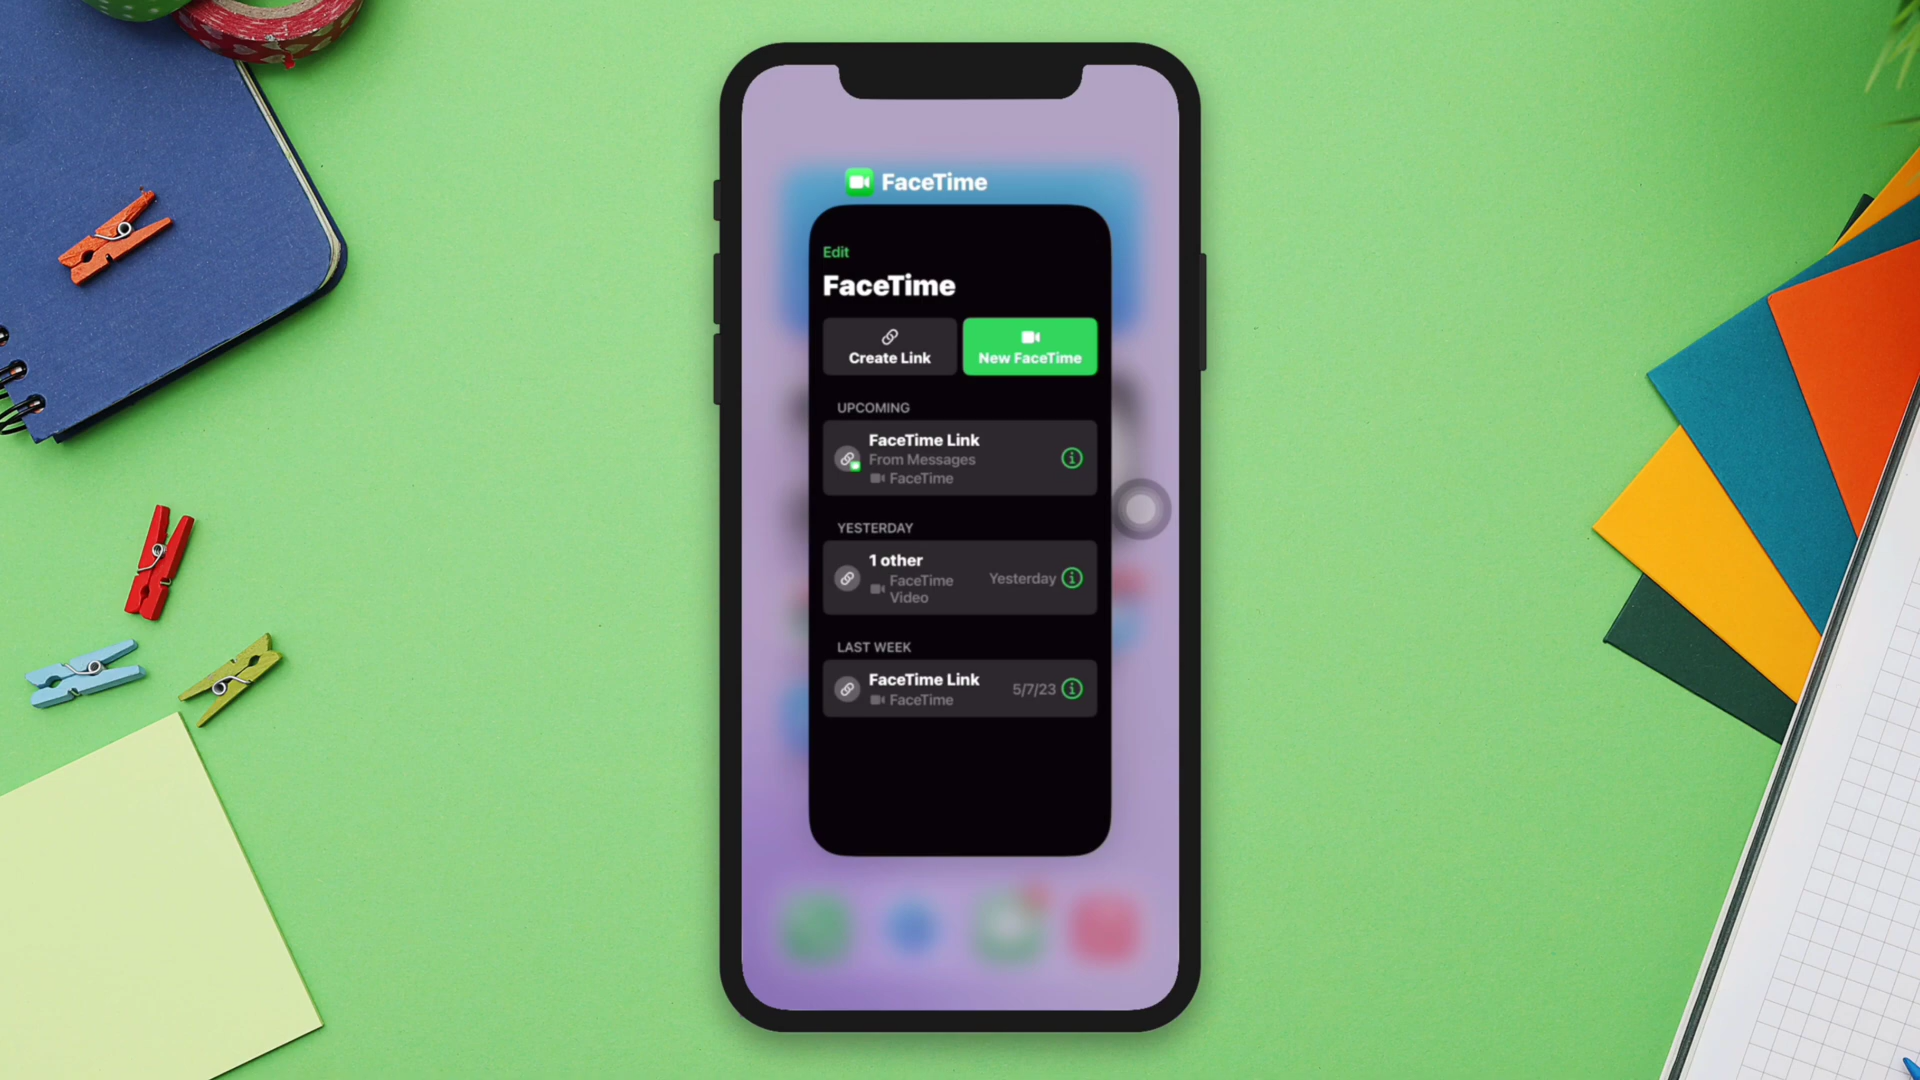 FaceTime
Edit
FaceTime
Create Link
New FaceTime
UPCOMING
FaceTime Link
From Messages
FaceTime
YESTERDAY
1 other
FaceTime
Video
Yesterday
LAST WEEK
FaceTime Link
FaceTime
5/7/23